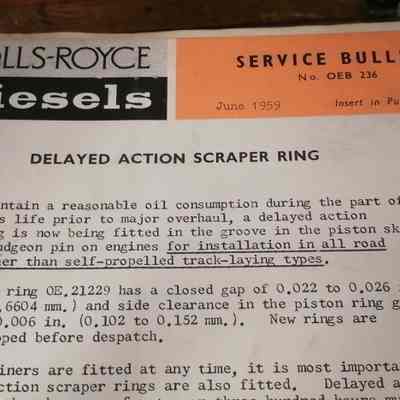 OLLS-ROYCE
iesels
SERVICE BULL
No. OEB 236
June 1959
Insert in Pu
DELAYED ACTION SCRAPER RING
ntain a reasonable oil consumption during the part of
s life prior to major overhaul, a delayed action
g is now being fitted in the groove in the piston sk
udgeon pin on engines for installation in all road
er than self-propelled track-laying types.
ring OE.21229 has a closed gap of 0.022 to 0.026 i
.6604 mm.) and side clearance in the piston ring g
0.006 in. (0.102 to 0.152 mm.). New rings are
pped before despatch.
iners are fitted at any time, it is most importa
ction scraper rings are also fitted. Delayed a